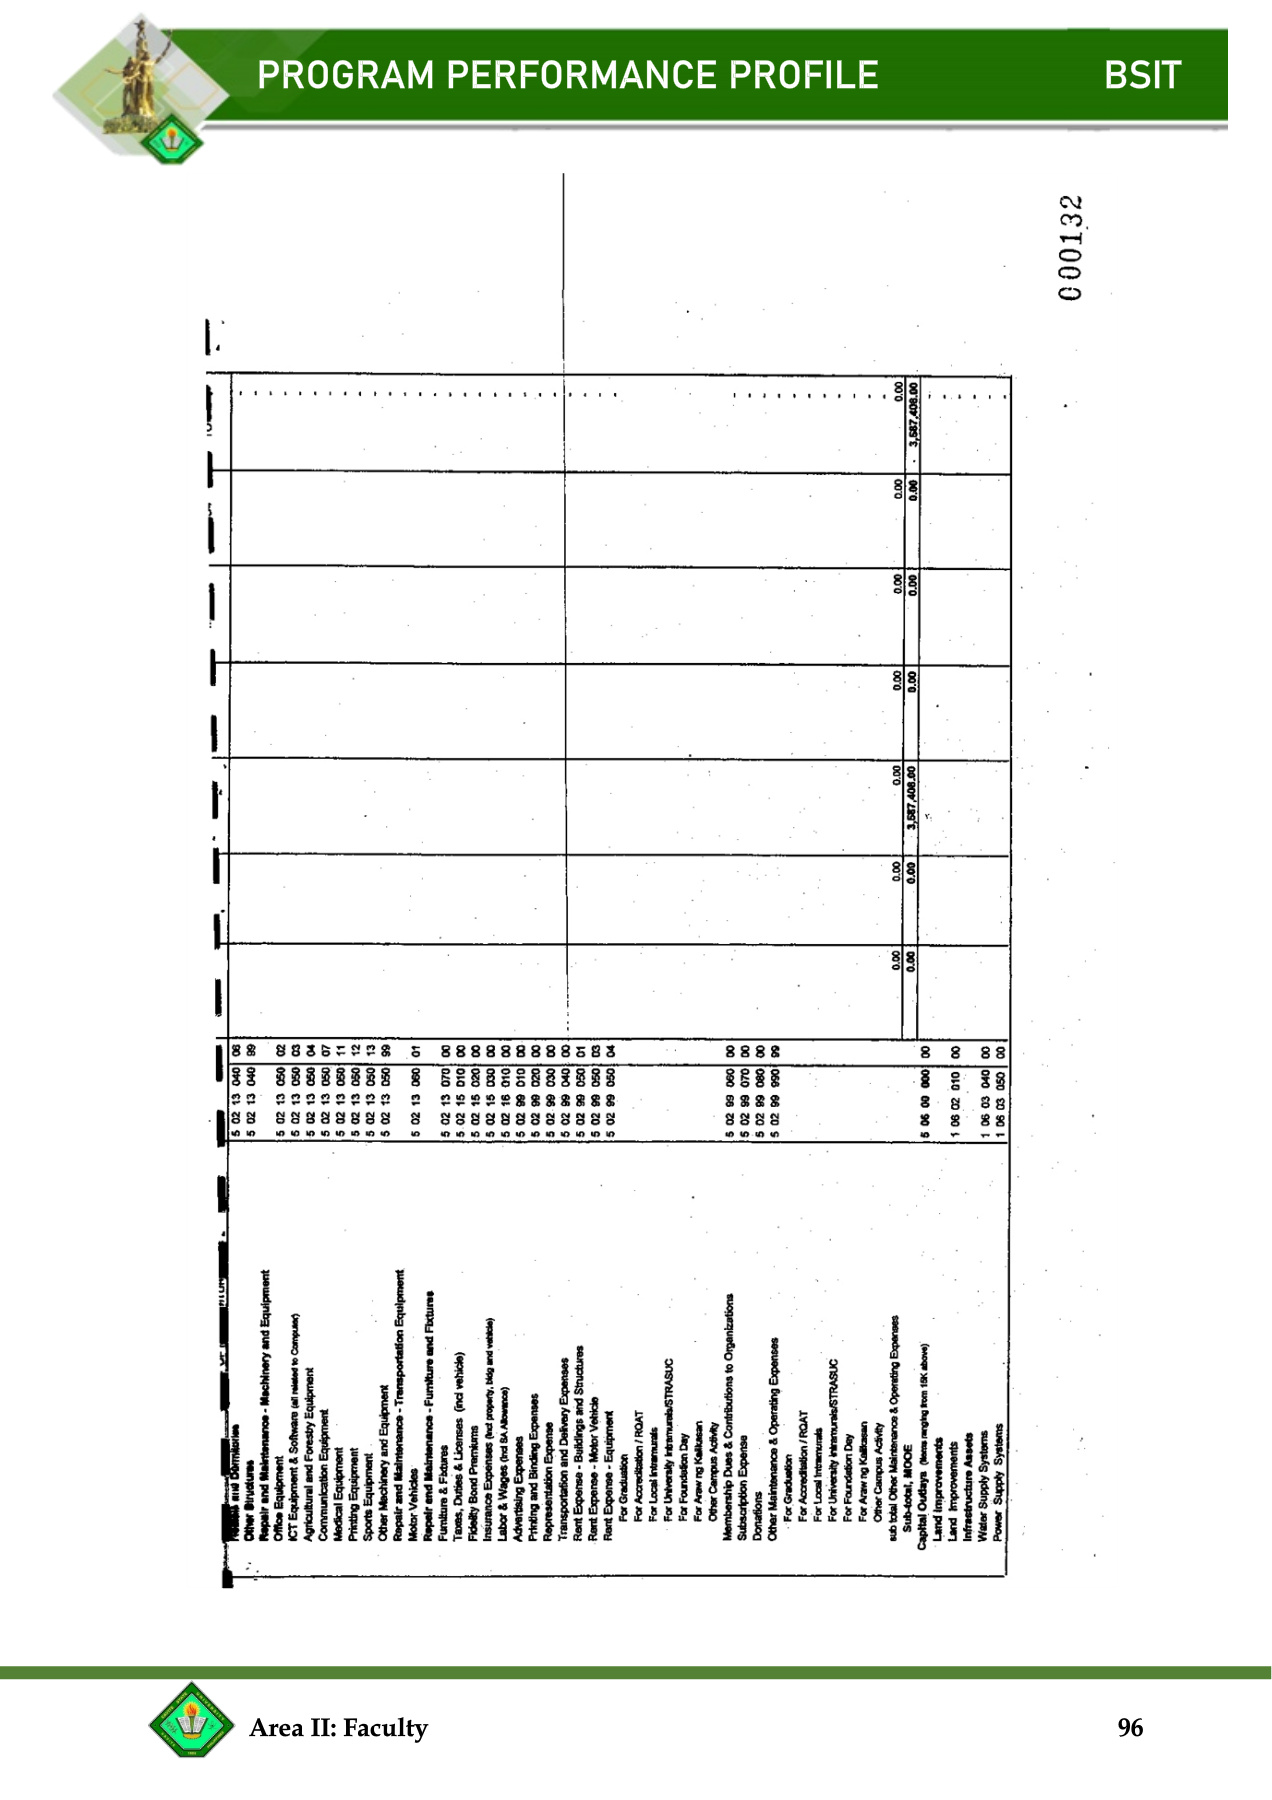 PROGRAM PERFORMANCE PROFILE BSIT
000132
and Dormitories 5 02 13 040 06 -
Other Structures 5 02 13 040 99 -
Repair and Maintenance - Machinery and Equipment -
Office Equipment 5 02 13 050 02 -
ICT Equipment & Software (all related to Computer) 5 02 13 050 03 -
Agricultural and Forestry Equipment 5 02 13 050 04 -
Communication Equipment 5 02 13 050 07 -
Medical Equipment 5 02 13 050 11 -
Printing Equipment 5 02 13 050 12 -
Sports Equipment 5 02 13 050 13 -
Other Machinery and Equipment 5 02 13 050 99 -
Repair and Maintenance - Transportation Equipment -
Motor Vehicles 5 02 13 060 01 -
Repair and Maintenance - Furniture and Fixtures -
Furniture & Fixtures 5 02 13 070 00 -
Taxes, Duties & Licenses (incl vehicle) 5 02 15 010 00 -
Fidelity Bond Premiums 5 02 15 020 00 -
Insurance Expenses (incl property, bldg and vehicle) 5 02 15 030 00 -
Labor & Wages (incl SA Allowance) 5 02 16 010 00 -
Advertising Expenses 5 02 99 010 00 -
Printing and Binding Expenses 5 02 99 020 00 -
Representation Expense 5 02 99 030 00 -
Transportation and Delivery Expenses 5 02 99 040 00 -
Rent Expense - Buildings and Structures 5 02 99 050 01 -
Rent Expense - Motor Vehicle 5 02 99 050 03 -
Rent Expense - Equipment 5 02 99 050 04 -
For Graduation
For Accreditation / RQAT
For Local Intramurals
For University Intramurals/STRASUC
For Foundation Day
For Araw ng Kalikasan
Other Campus Activity
Membership Dues & Contributions to Organizations 5 02 99 060 00 -
Subscription Expense 5 02 99 070 00 -
Donations 5 02 99 080 00 -
Other Maintenance & Operating Expenses 5 02 99 990 99 -
For Graduation -
For Accreditation / RQAT -
For Local Intramurals -
For University Intramurals/STRASUC -
For Foundation Day -
For Araw ng Kalikasan -
Other Campus Activity -
sub total Other Maintenance & Operating Expenses 0.00 0.00 0.00 0.00 0.00 0.00 0.00
Sub-total, MOOE 0.00 0.00 3,587,408.00 0.00 0.00 0.00 3,587,408.00
Capital Outlays (Items ranging from 15K above) 5 06 00 000 00 -
Land Improvements -
Land Improvements 1 06 02 010 00 -
Infrastructure Assets -
Water Supply Systems 1 06 03 040 00 -
Power Supply Systems 1 06 03 050 00 -
Area II: Faculty 96